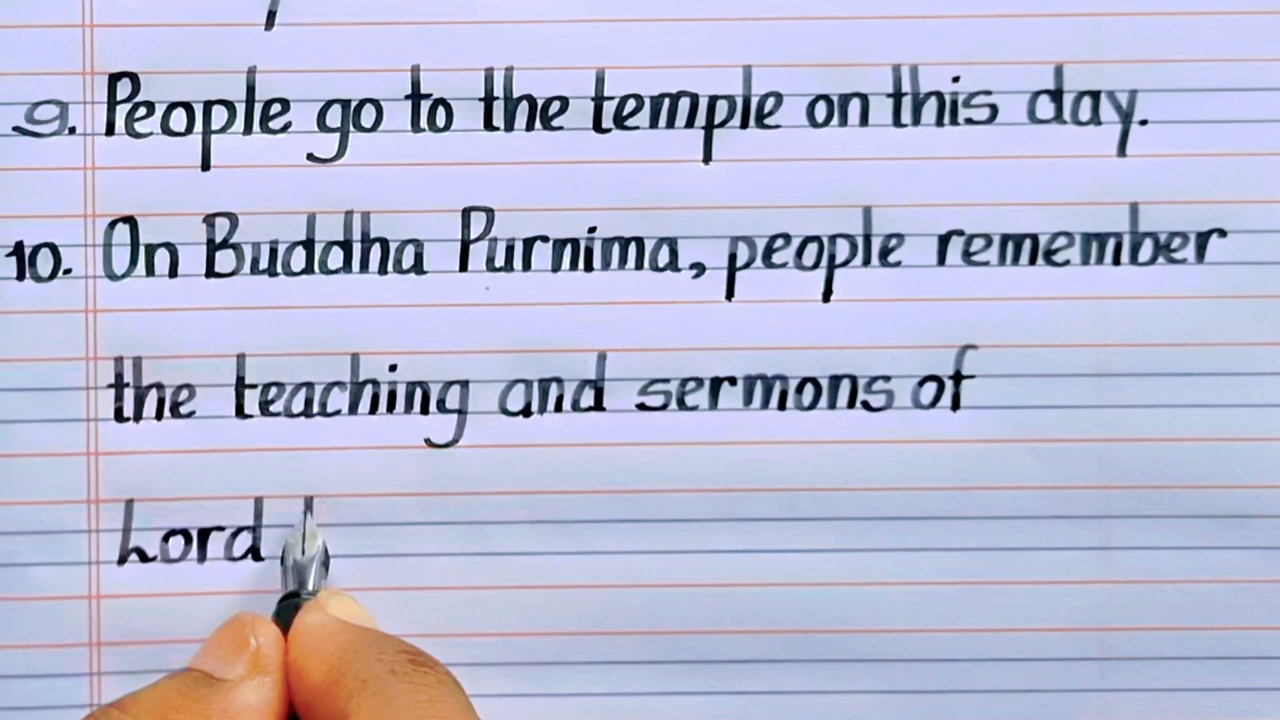 9. People go to the temple on this day.
10. On Buddha Purnima, people remember
the teaching and sermons of
Lord